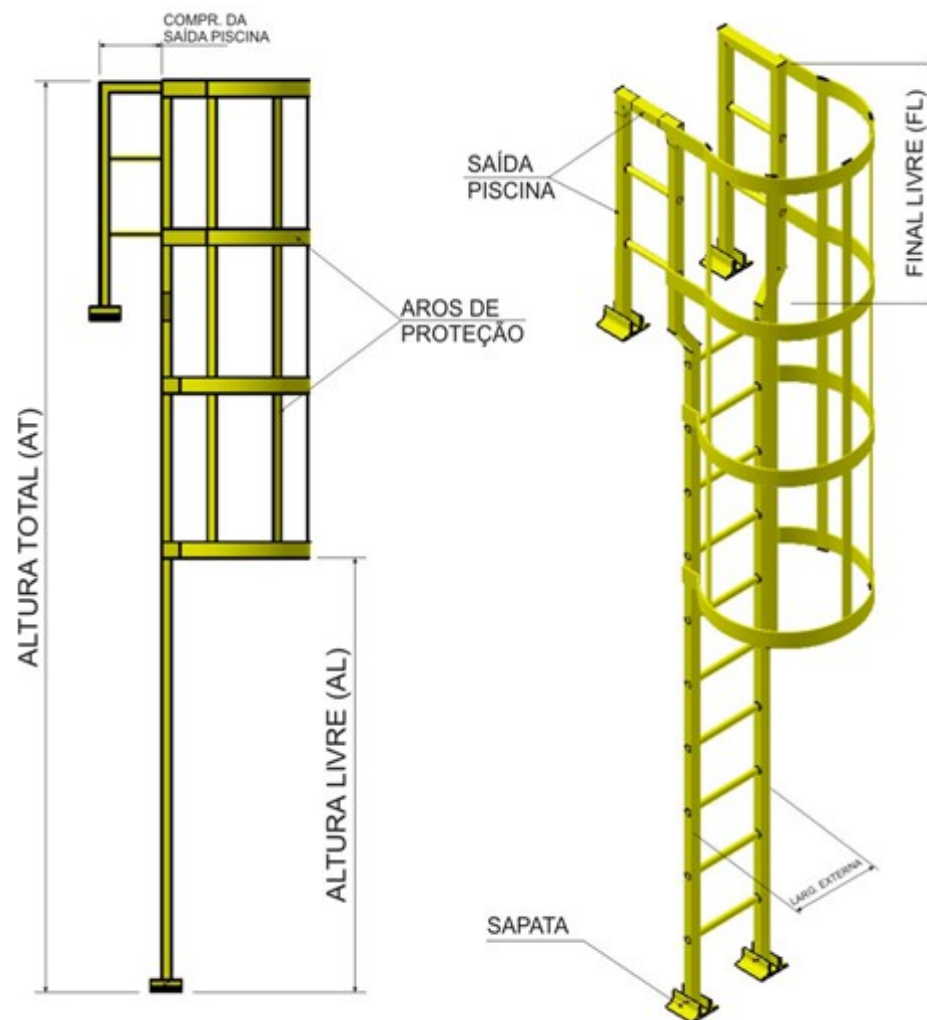 COMPR. DA
SAÍDA PISCINA
ALTURA TOTAL (AT)
AROS DE
PROTEÇÃO
ALTURA LIVRE (AL)
SAÍDA
PISCINA
FINAL LIVRE (FL)
LARG. EXTERNA
SAPATA